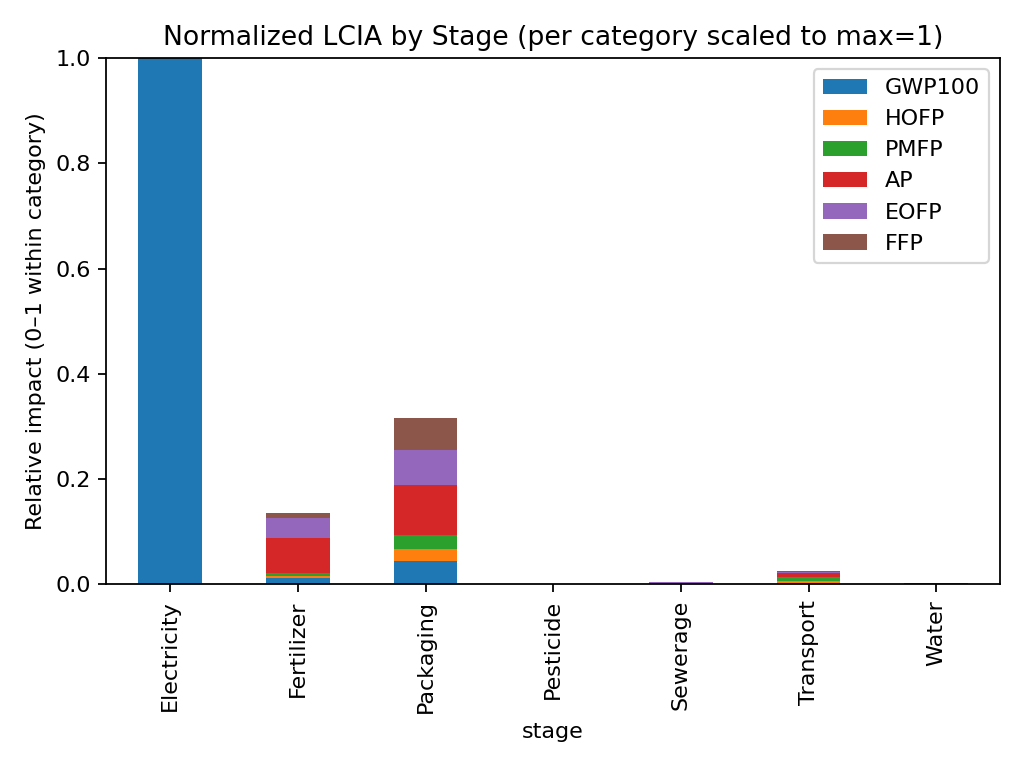 Normalized LCIA by Stage (per category scaled to max=1)
Relative impact (0–1 within category)
1.0
0.8
0.6
0.4
0.2
0.0
GWP100
HOFP
PMFP
AP
EOFP
FFP
Electricity
Fertilizer
Packaging
Pesticide
Sewerage
Transport
Water
stage